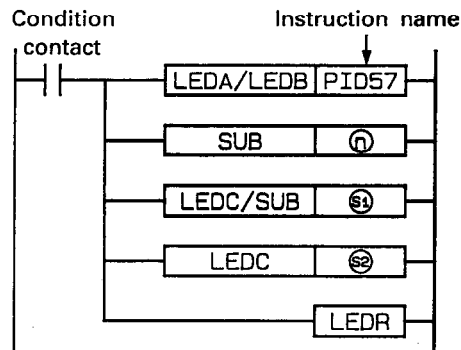 Condition contact
Instruction name
LEDA/LEDB PID57
SUB n
LEDC/SUB S1
LEDC S2
LEDR